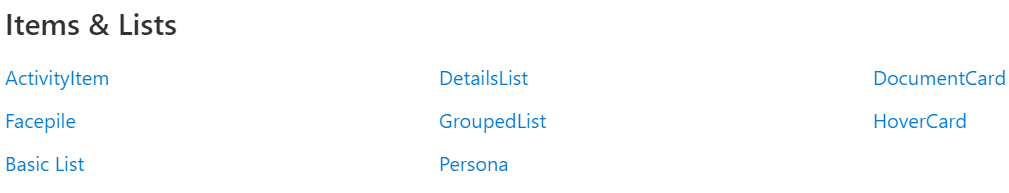 Items & Lists
ActivityItem DetailsList DocumentCard
Facepile GroupedList HoverCard
Basic List Persona